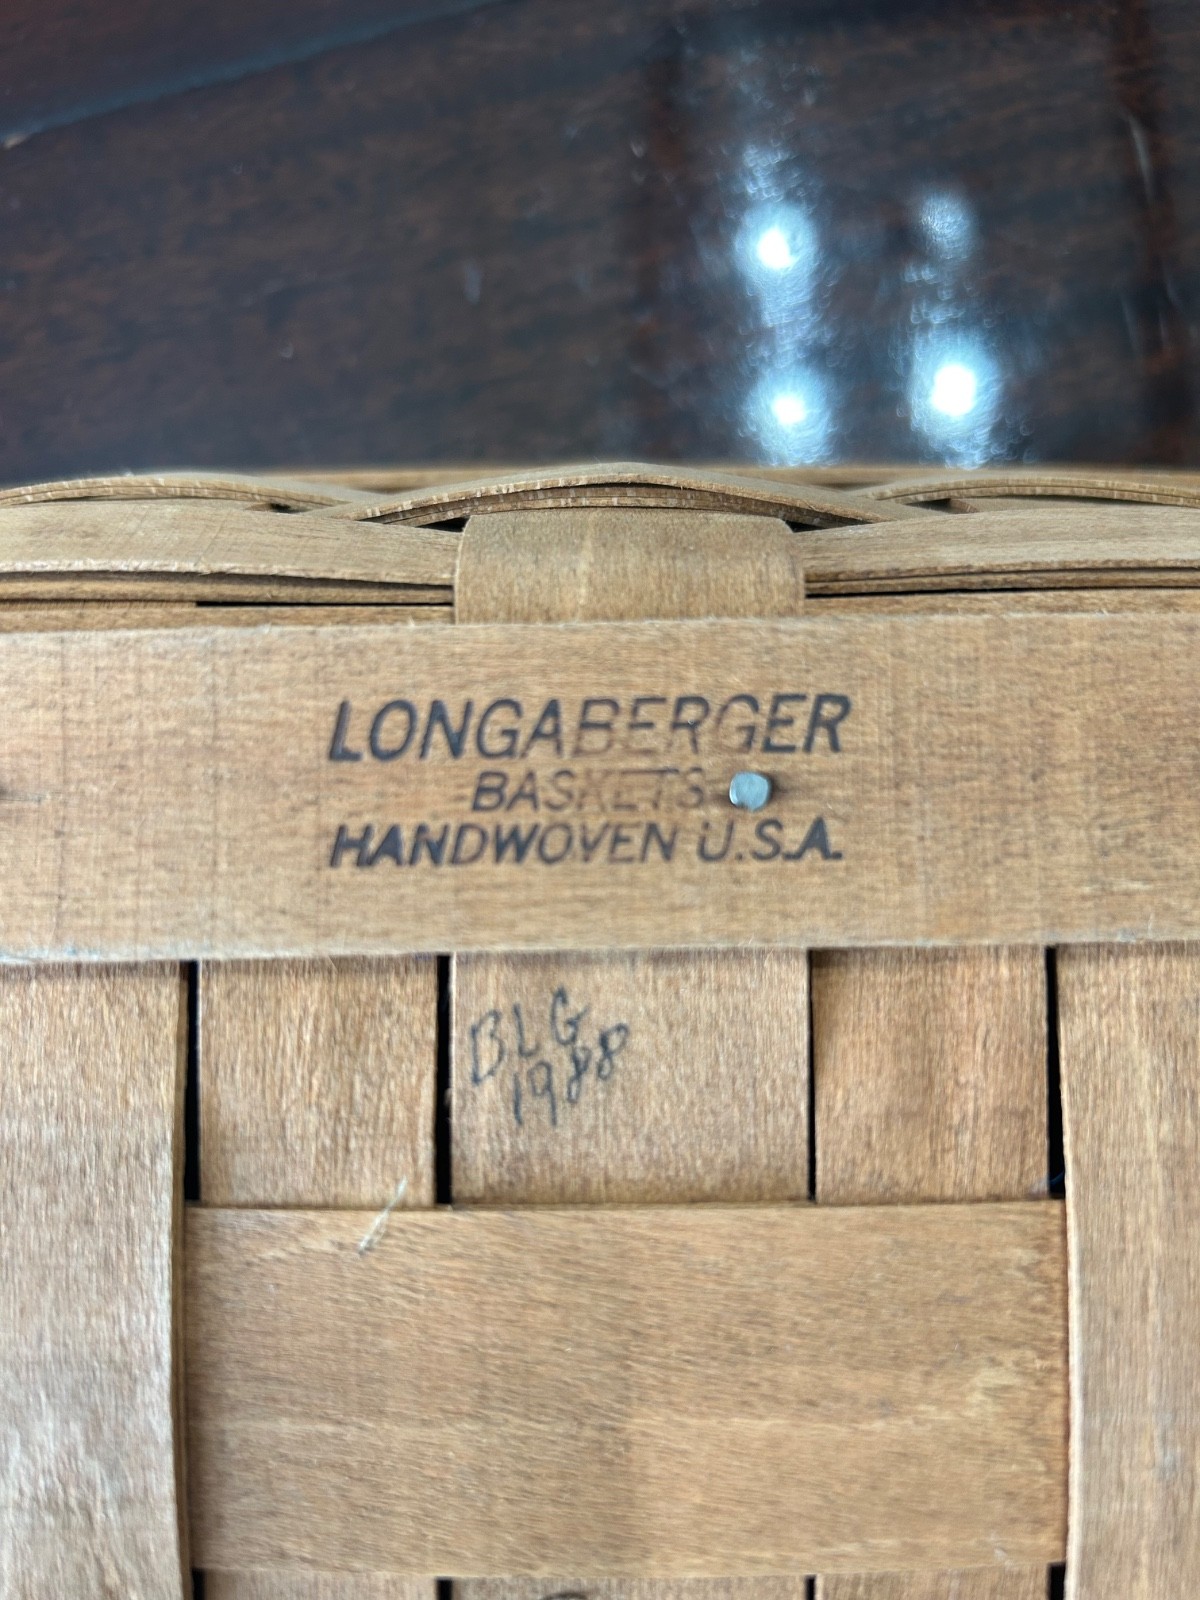 LONGABERGER
BASKETS
HANDWOVEN U.S.A.
BLG
1988